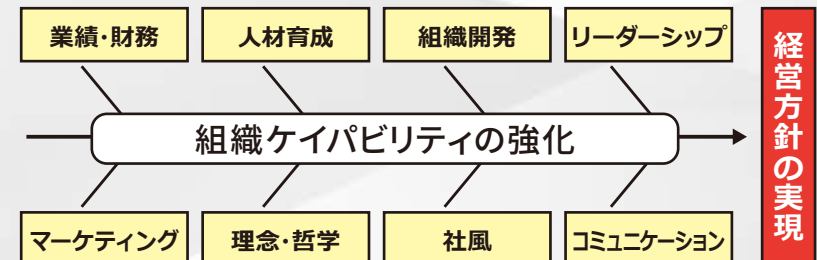 業績・財務
人材育成
組織開発
リーダーシップ
組織ケイパビリティの強化
経営方針の実現
マーケティング
理念・哲学
社風
コミュニケーション